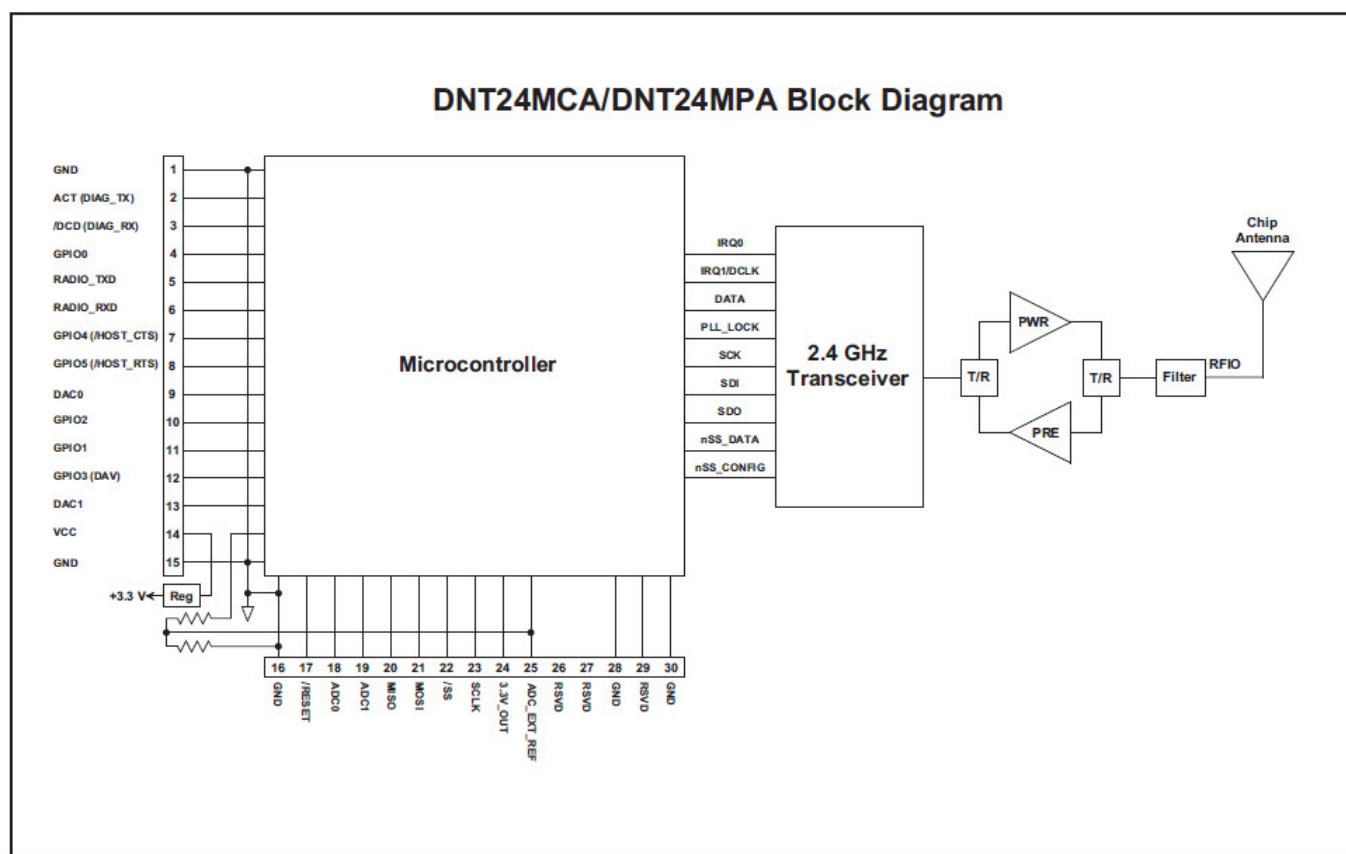 DNT24MCA/DNT24MPA Block Diagram
GND 1
ACT (DIAG_TX) 2
/DCD (DIAG_RX) 3
GPIO0 4
RADIO_TXD 5
RADIO_RXD 6
GPIO4 (/HOST_CTS) 7
GPIO5 (/HOST_RTS) 8
DAC0 9
GPIO2 10
GPIO1 11
GPIO3 (DAV) 12
DAC1 13
VCC 14
GND 15
+3.3 V
Reg
Microcontroller
IRQ0
IRQ1/DCLK
DATA
PLL_LOCK
SCK
SDI
SDO
nSS_DATA
nSS_CONFIG
2.4 GHz
Transceiver
T/R
PWR
PRE
T/R
Filter
RFIO
Chip
Antenna
16 17 18 19 20 21 22 23 24 25 26 27 28 29 30
GND
/RESET
ADC0
ADC1
MISO
MOSI
/SS
SCLK
3.3V_OUT
ADC_EXT_REF
RSVD
RSVD
GND
RSVD
GND